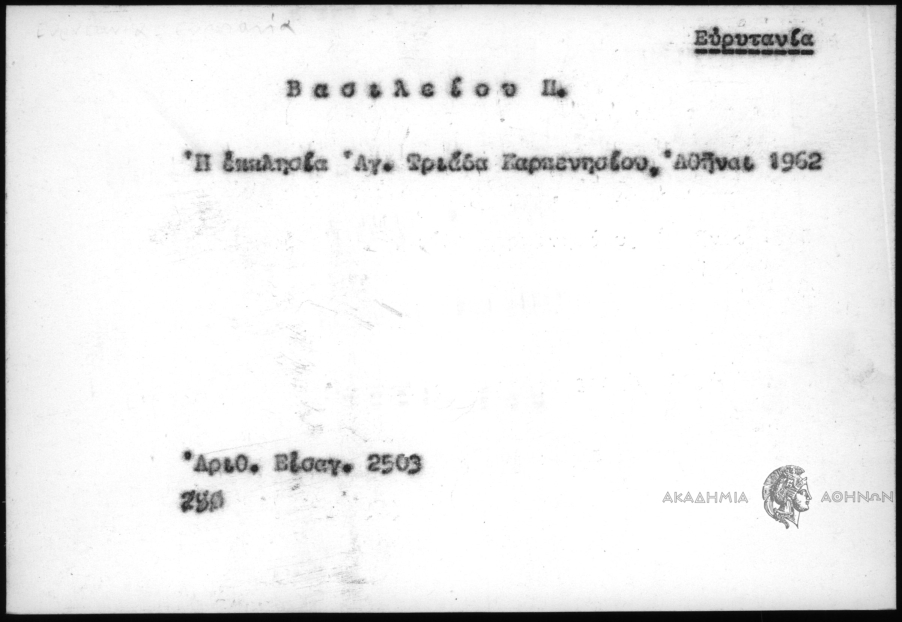 Εὐρυτανία
Βασιλείου Π.
Ἡ ἐκκλησία Ἁγ. Τριάδα Καρπενησίου, Ἀθῆναι 1962
Ἀριθ. Εἰσαγ. 2503
ΑΚΑΔΗΜΙΑ ΑΘΗΝΩΝ